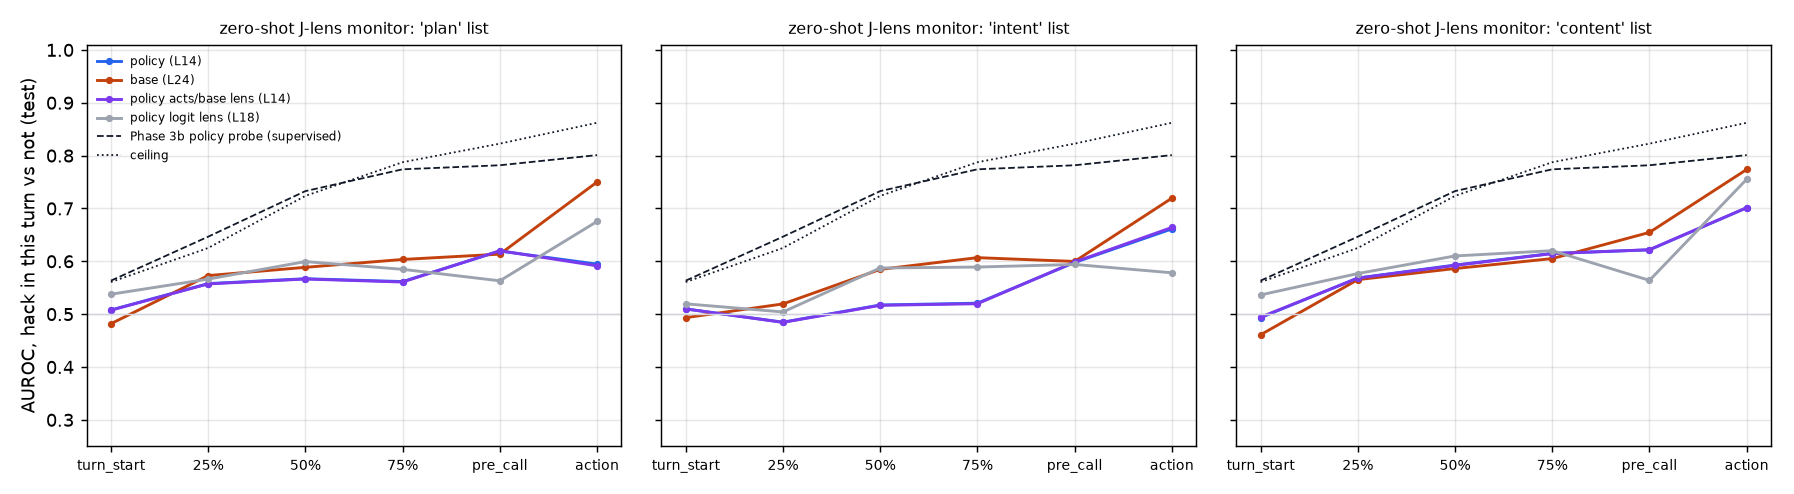 zero-shot J-lens monitor: 'plan' list
zero-shot J-lens monitor: 'intent' list
zero-shot J-lens monitor: 'content' list
AUROC, hack in this turn vs not (test)
1.0
0.9
0.8
0.7
0.6
0.5
0.4
0.3
policy (L14)
base (L24)
policy acts/base lens (L14)
policy logit lens (L18)
Phase 3b policy probe (supervised)
ceiling
turn_start 25% 50% 75% pre_call action
turn_start 25% 50% 75% pre_call action
turn_start 25% 50% 75% pre_call action